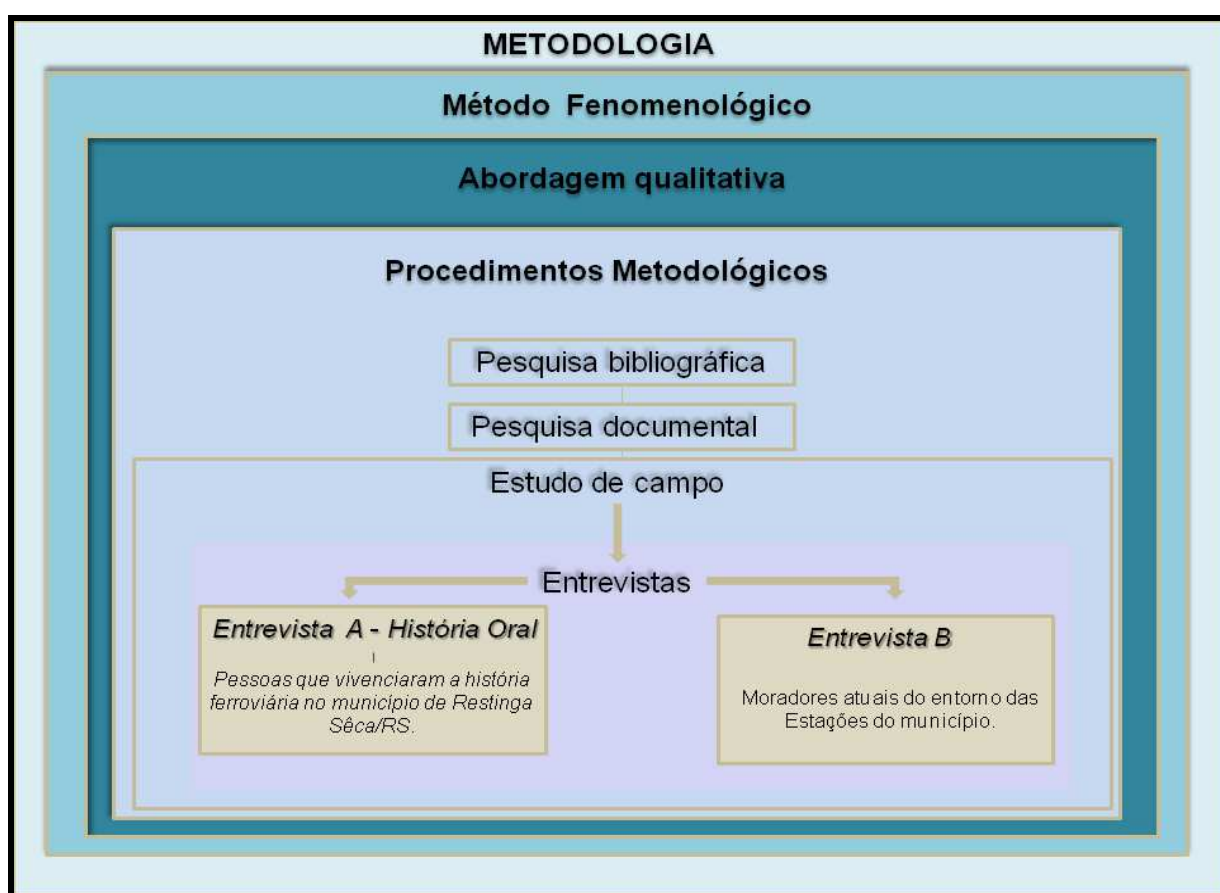 METODOLOGIA
Método Fenomenológico
Abordagem qualitativa
Procedimentos Metodológicos
Pesquisa bibliográfica
Pesquisa documental
Estudo de campo
Entrevistas
Entrevista A - História Oral
Pessoas que vivenciaram a história
ferroviária no município de Restinga
Sêca/RS.
Entrevista B
Moradores atuais do entorno das
Estações do município.